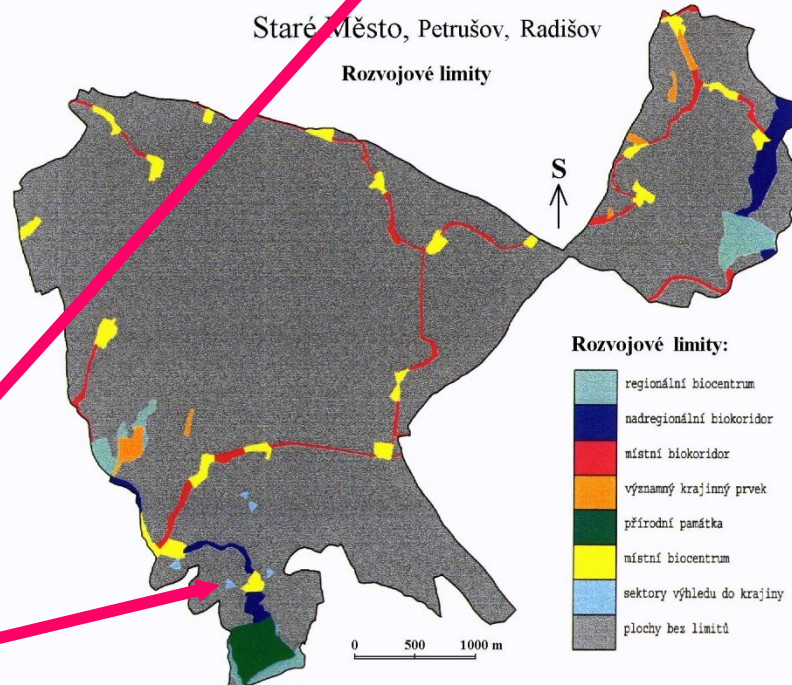 Staré Město, Petrušov, Radišov
Rozvojové limity
S
Rozvojové limity:
regionální biocentrum
nadregionální biokoridor
místní biokoridor
významný krajinný prvek
přírodní památka
místní biocentrum
sektory výhledu do krajiny
plochy bez limitů
0 500 1000 m